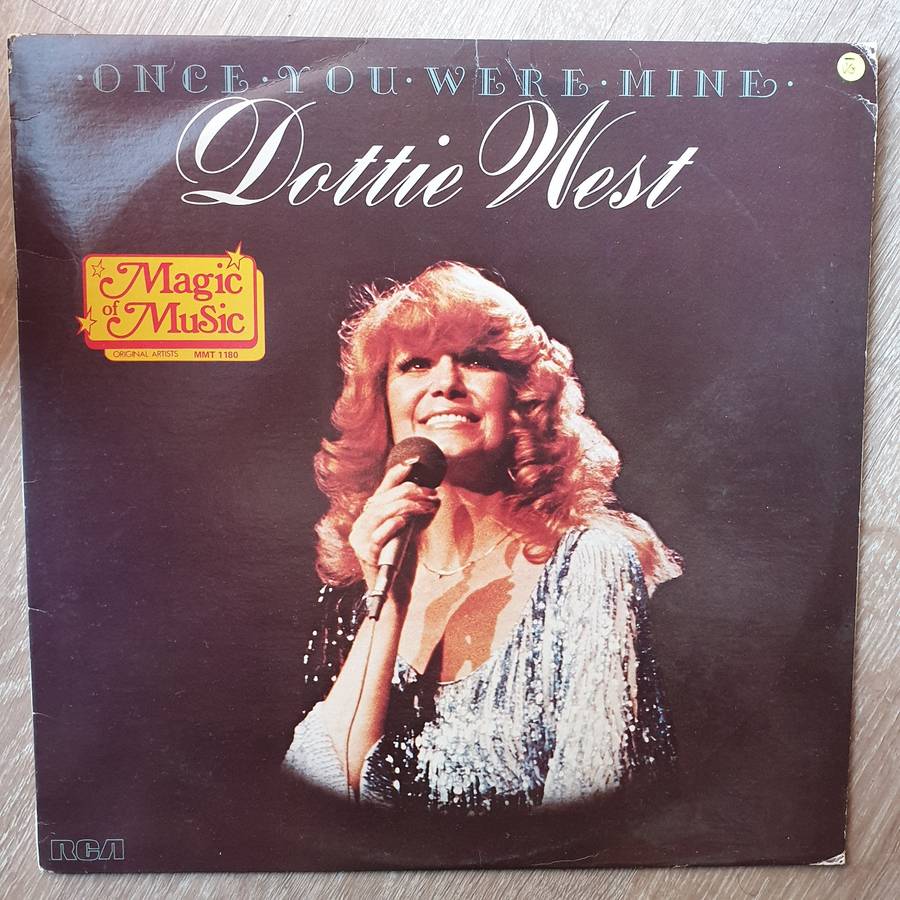 ·ONCE·YOU·WERE·MINE·
Dottie West
Magic
of
Music
ORIGINAL ARTISTS MMT 1180
RCA